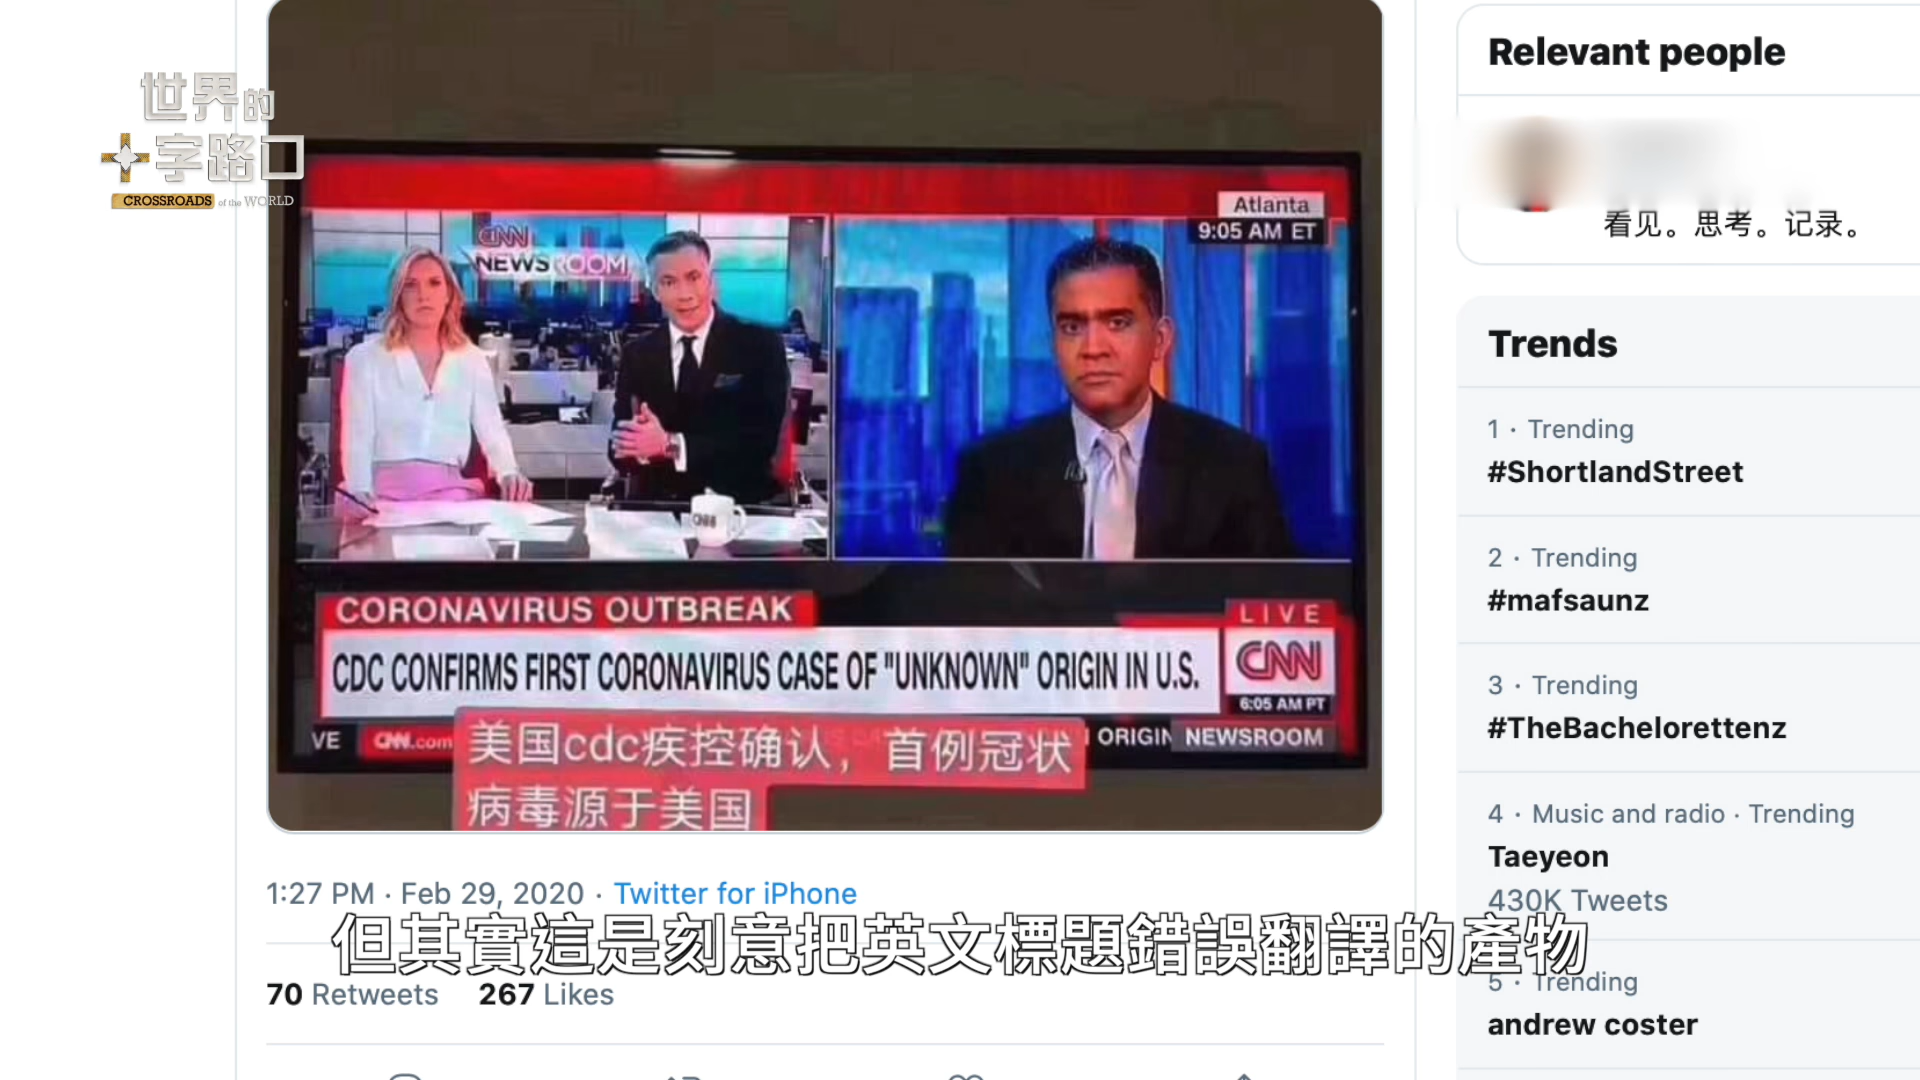 世界的
十字路口
CROSSROADS of the WORLD
Atlanta
9:05 AM ET
CNN
NEWSROOM
CNN
CORONAVIRUS OUTBREAK
CDC CONFIRMS FIRST CORONAVIRUS CASE OF "UNKNOWN" ORIGIN IN U.S.
LIVE
CNN
6:05 AM PT
VE CNN.com ORIGIN NEWSROOM
美国cdc疾控确认，首例冠状
病毒源于美国
1:27 PM · Feb 29, 2020 · Twitter for iPhone
但其實這是刻意把英文標題錯誤翻譯的產物
70 Retweets 267 Likes
Relevant people
看见。思考。记录。
Trends
1 · Trending
#ShortlandStreet
2 · Trending
#mafsaunz
3 · Trending
#TheBachelorettenz
4 · Music and radio · Trending
Taeyeon
430K Tweets
5 · Trending
andrew coster